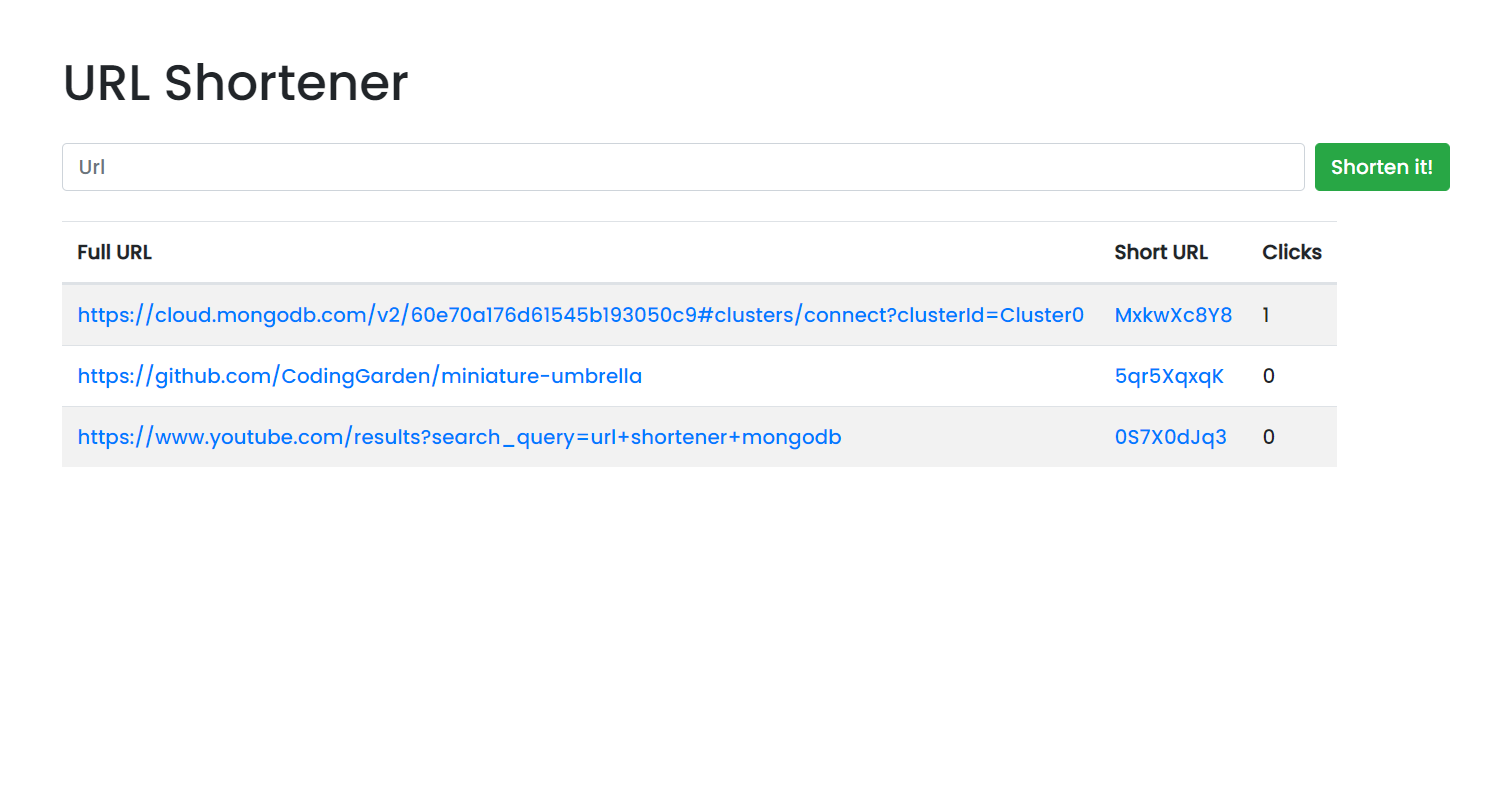 URL Shortener
Url Shorten it!
Full URL Short URL Clicks
https://cloud.mongodb.com/v2/60e70a176d61545b193050c9#clusters/connect?clusterId=Cluster0 MxkwXc8Y8 1
https://github.com/CodingGarden/miniature-umbrella 5qr5XqxqK 0
https://www.youtube.com/results?search_query=url+shortener+mongodb 0S7X0dJq3 0